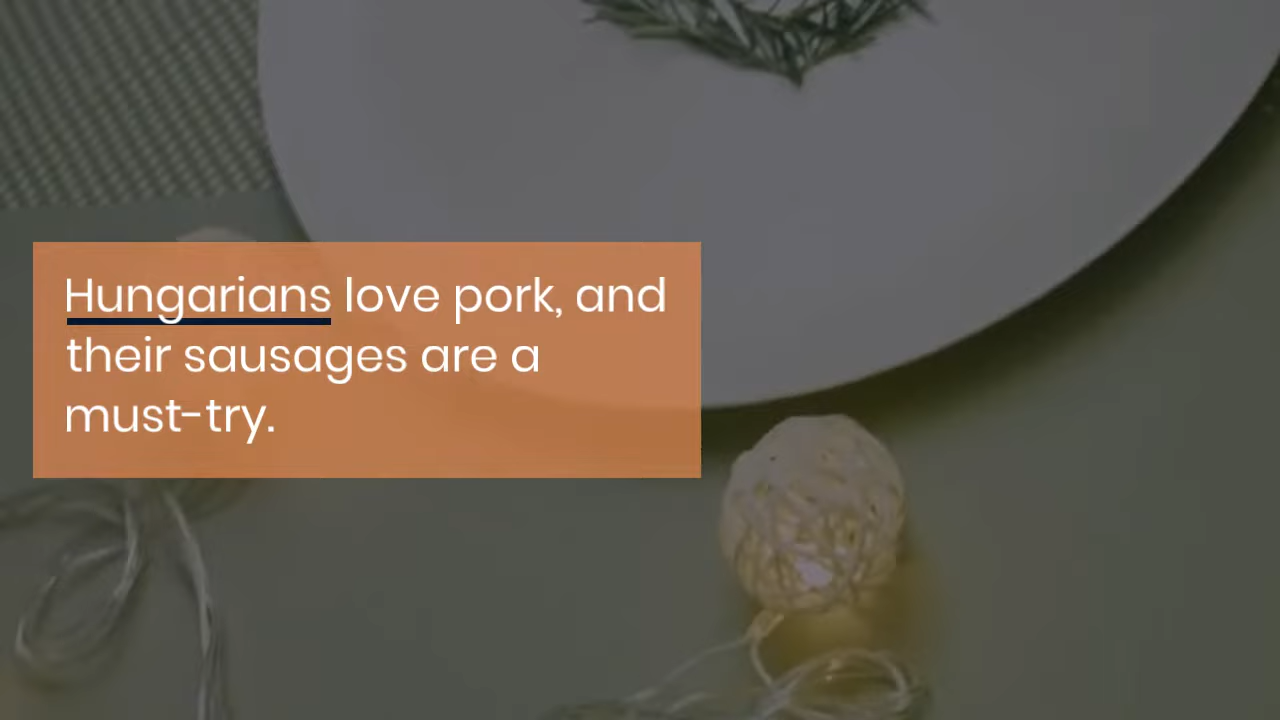 Hungarians love pork, and
their sausages are a
must-try.